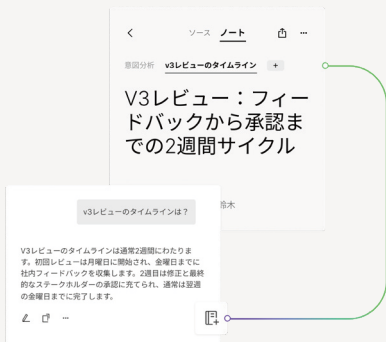 ソース ノート
意図分析 v3レビューのタイムライン +
V3レビュー：フィー
ドバックから承認ま
での2週間サイクル
鈴木
v3レビューのタイムラインは？
V3レビューのタイムラインは通常2週間にわたりま
す。初回レビューは月曜日に開始され、金曜日までに
社内フィードバックを収集します。2週目は修正と最終
的なステークホルダーの承認に充てられ、通常は翌週
の金曜日までに完了します。